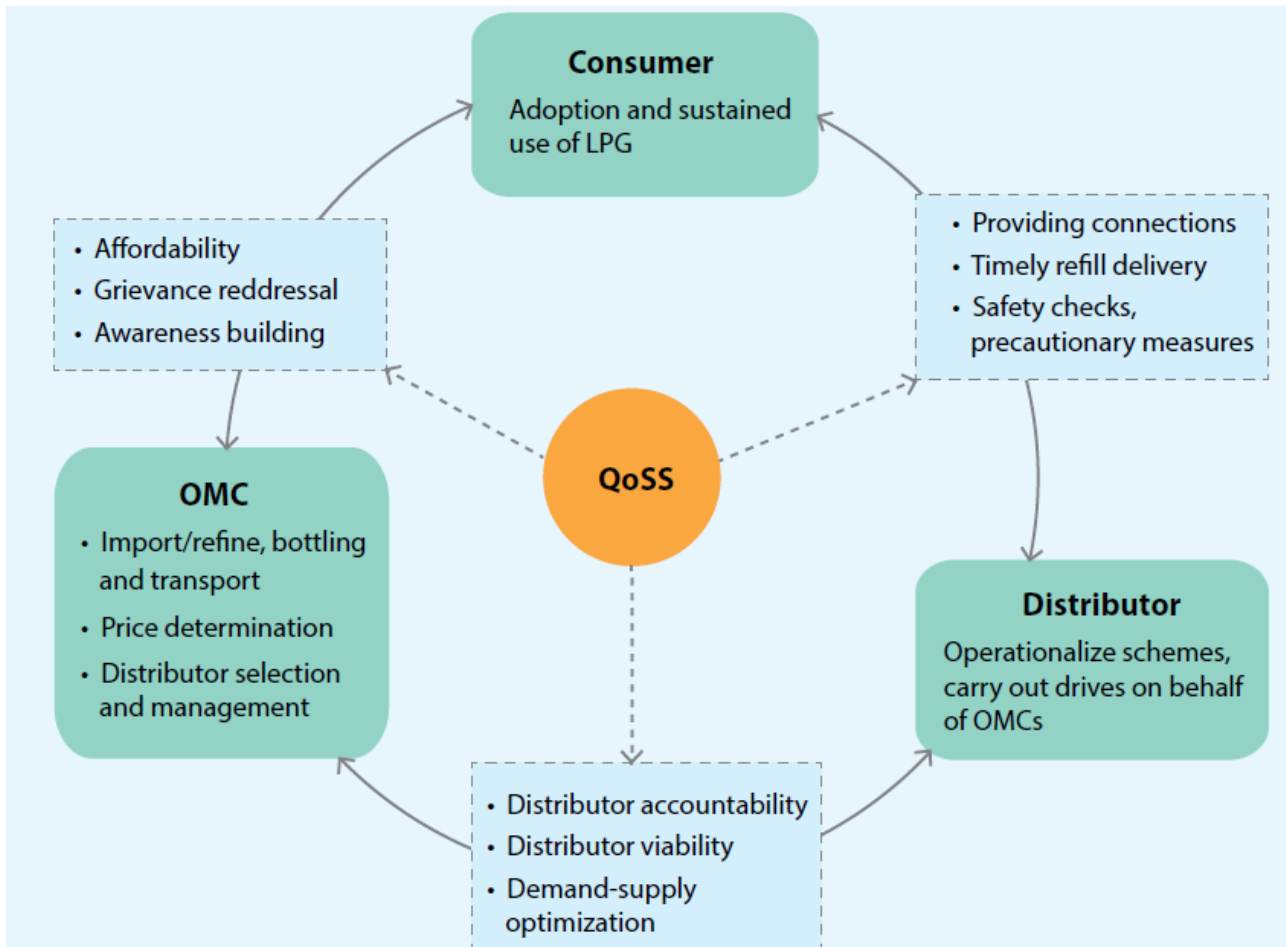 Consumer
Adoption and sustained
use of LPG
• Affordability
• Grievance reddressal
• Awareness building
• Providing connections
• Timely refill delivery
• Safety checks,
precautionary measures
QoSS
OMC
• Import/refine, bottling
and transport
• Price determination
• Distributor selection
and management
Distributor
Operationalize schemes,
carry out drives on behalf
of OMCs
• Distributor accountability
• Distributor viability
• Demand-supply
optimization